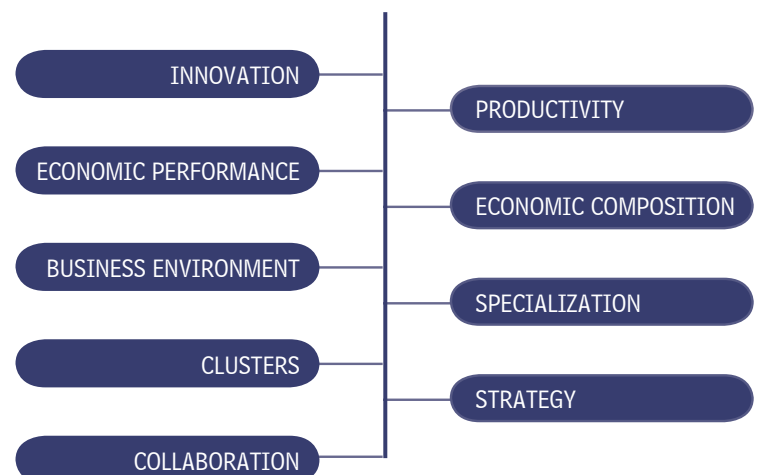 INNOVATION
PRODUCTIVITY
ECONOMIC PERFORMANCE
ECONOMIC COMPOSITION
BUSINESS ENVIRONMENT
SPECIALIZATION
CLUSTERS
STRATEGY
COLLABORATION